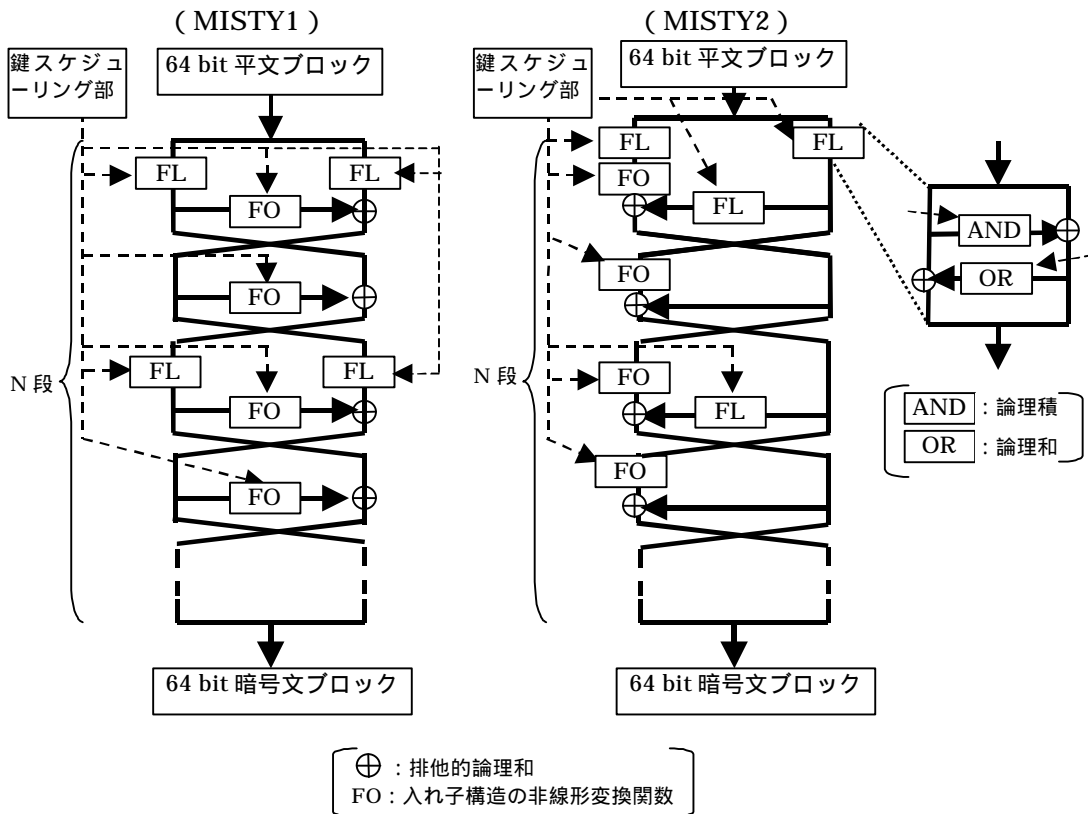 （MISTY1）
鍵スケジュ
ーリング部
64 bit 平文ブロック
FL
FL
FO
FO
N 段
FL
FL
FO
FO
64 bit 暗号文ブロック
（MISTY2）
鍵スケジュ
ーリング部
64 bit 平文ブロック
FL
FL
FO
FL
FO
N 段
FO
FL
FO
64 bit 暗号文ブロック
AND
OR
AND ：論理積
OR ：論理和
⊕ ：排他的論理和
FO：入れ子構造の非線形変換関数